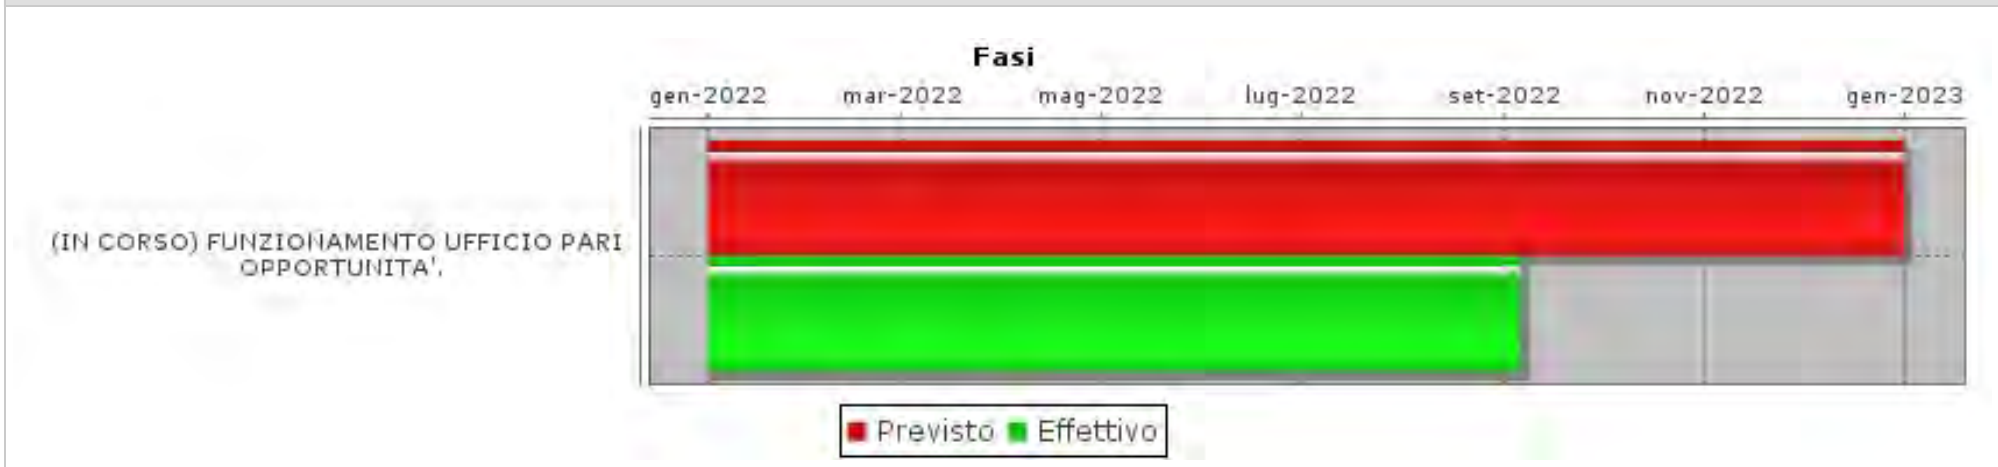 Fasi
gen-2022 mar-2022 mag-2022 lug-2022 set-2022 nov-2022 gen-2023
(IN CORSO) FUNZIONAMENTO UFFICIO PARI
OPPORTUNITA'.
Previsto Effettivo